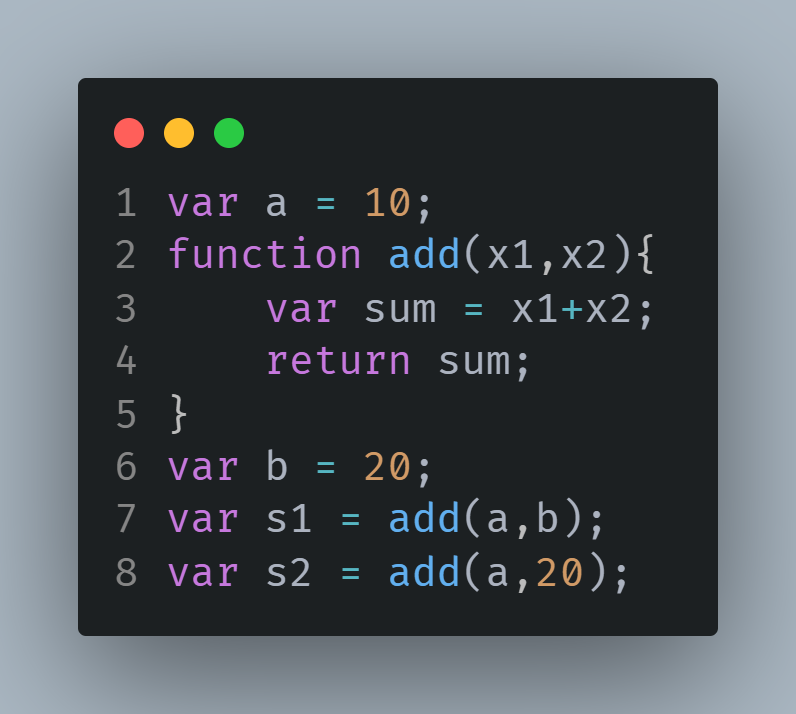 1 var a = 10;
2 function add(x1,x2){
3     var sum = x1+x2;
4     return sum;
5 }
6 var b = 20;
7 var s1 = add(a,b);
8 var s2 = add(a,20);